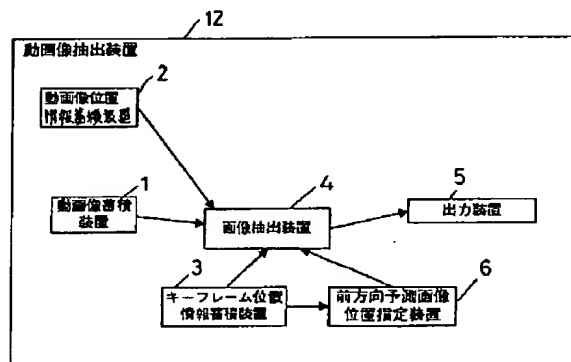 12
動画像抽出装置
2
動画像位置
情報蓄積装置
1
動画像蓄積
装置
4
画像抽出装置
5
出力装置
3
キーフレーム位置
情報蓄積装置
6
前方向予測画像
位置指定装置